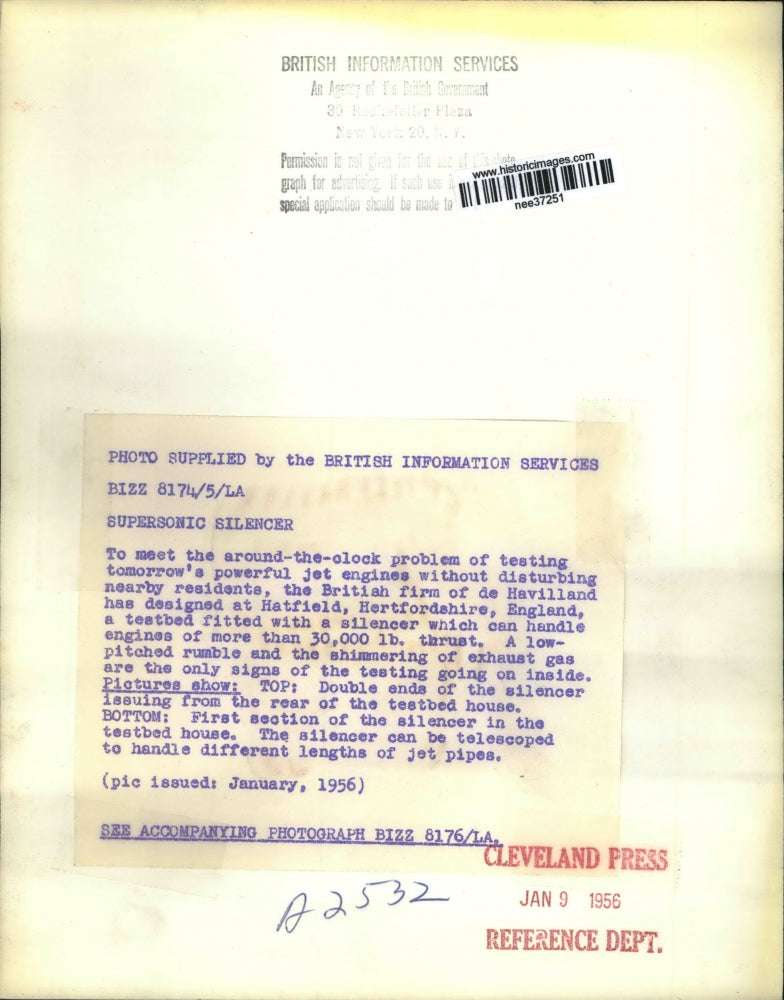 BRITISH INFORMATION SERVICES
An Agency of the British Government
30 Rockefeller Plaza
New York 20, N. Y.
Permission is not given for the use of this photo-
graph for advertising. If such use
special application should be made to
www.historicimages.com
nee37251
PHOTO SUPPLIED by the BRITISH INFORMATION SERVICES
BIZZ 8174/5/LA
SUPERSONIC SILENCER
To meet the around-the-clock problem of testing
tomorrow's powerful jet engines without disturbing
nearby residents, the British firm of de Havilland
has designed at Hatfield, Hertfordshire, England,
a testbed fitted with a silencer which can handle
engines of more than 30,000 lb. thrust. A low-
pitched rumble and the shimmering of exhaust gas
are the only signs of the testing going on inside.
Pictures show: TOP: Double ends of the silencer
issuing from the rear of the testbed house.
BOTTOM: First section of the silencer in the
testbed house. The silencer can be telescoped
to handle different lengths of jet pipes.
(pic issued: January, 1956)
SEE ACCOMPANYING PHOTOGRAPH BIZZ 8176/LA.
CLEVELAND PRESS
JAN 9 1956
REFERENCE DEPT.
A2532